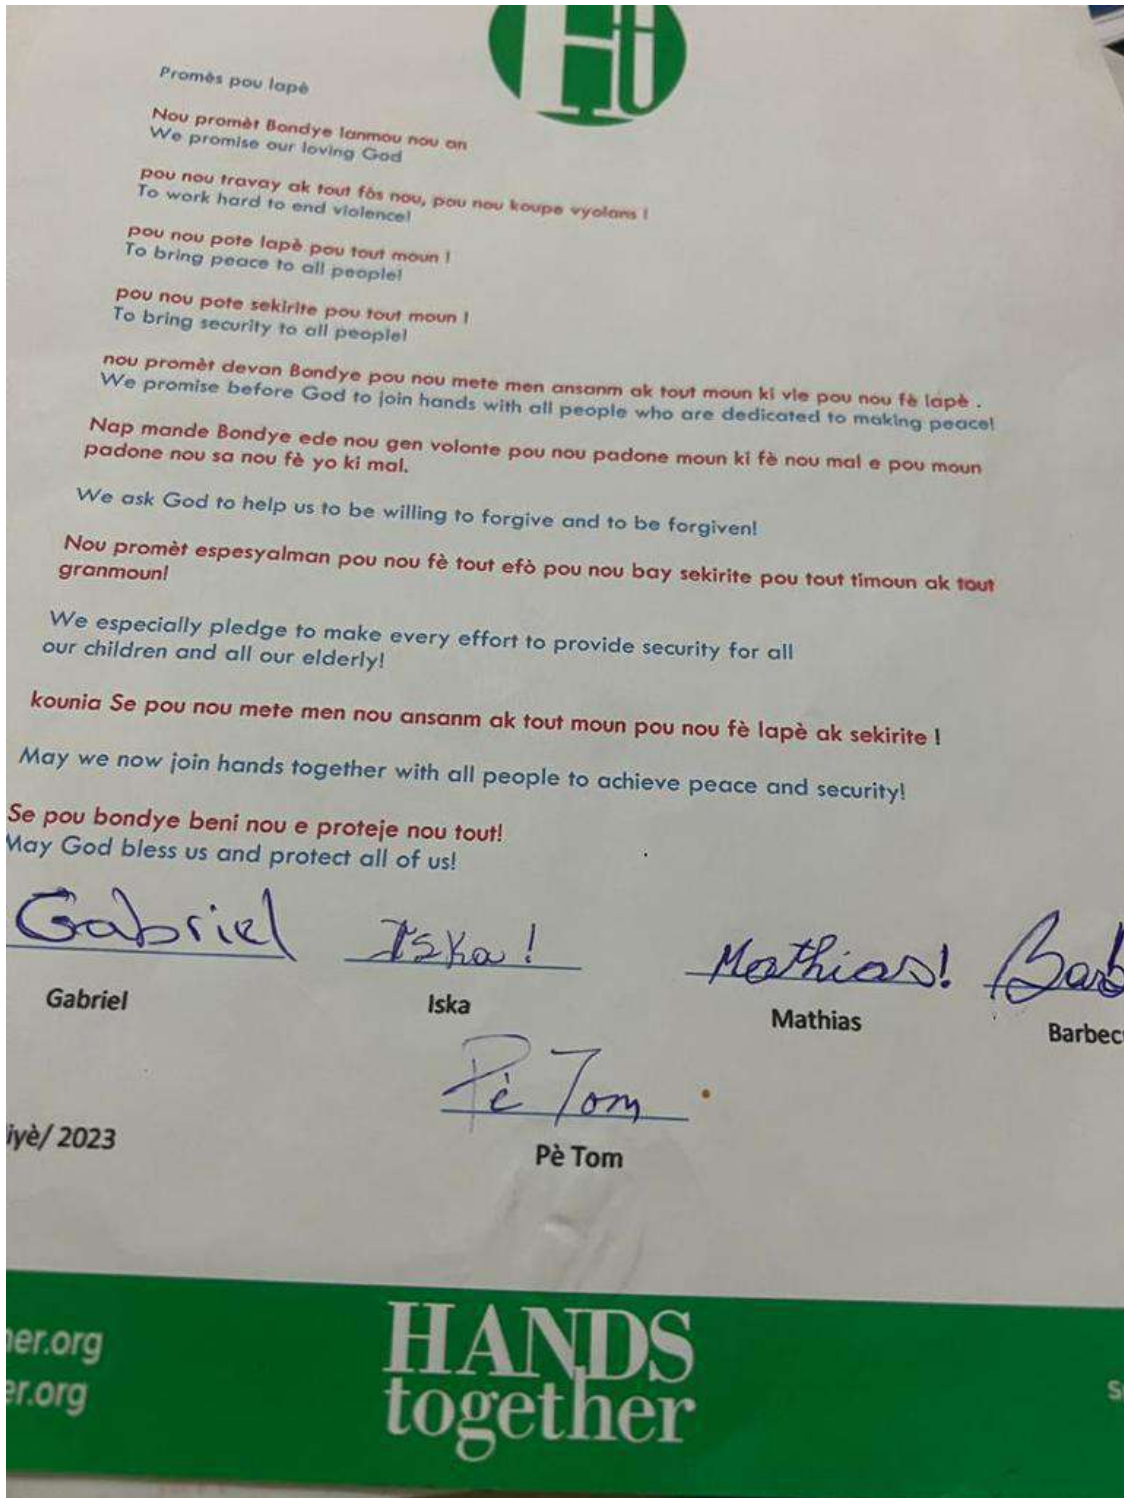 Promès pou lapè
Nou promèt Bondye lanmou nou an
We promise our loving God
pou nou travay ak tout fòs nou, pou nou koupe vyolans !
To work hard to end violence!
pou nou pote lapè pou tout moun !
To bring peace to all people!
pou nou pote sekirite pou tout moun !
To bring security to all people!
nou promèt devan Bondye pou nou mete men ansanm ak tout moun ki vle pou nou fè lapè .
We promise before God to join hands with all people who are dedicated to making peace!
Nap mande Bondye ede nou gen volonte pou nou padone moun ki fè nou mal e pou moun
padone nou sa nou fè yo ki mal.
We ask God to help us to be willing to forgive and to be forgiven!
Nou promèt espesyalman pou nou fè tout efò pou nou bay sekirite pou tout timoun ak tout
granmoun!
We especially pledge to make every effort to provide security for all
our children and all our elderly!
kounia Se pou nou mete men nou ansanm ak tout moun pou nou fè lapè ak sekirite !
May we now join hands together with all people to achieve peace and security!
Se pou bondye beni nou e proteje nou tout!
May God bless us and protect all of us!
Gabriel Iska! Mathias! Barb
Gabriel Iska Mathias Barbec
Pè Tom
Pè Tom
iyè/ 2023
HANDS
together
er.org
er.org